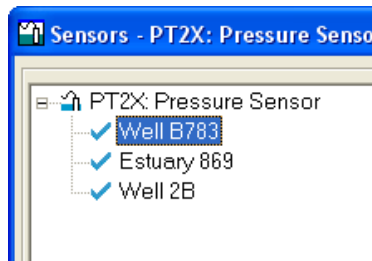 Sensors - PT2X: Pressure Senso
PT2X: Pressure Sensor
Well B783
Estuary 869
Well 2B